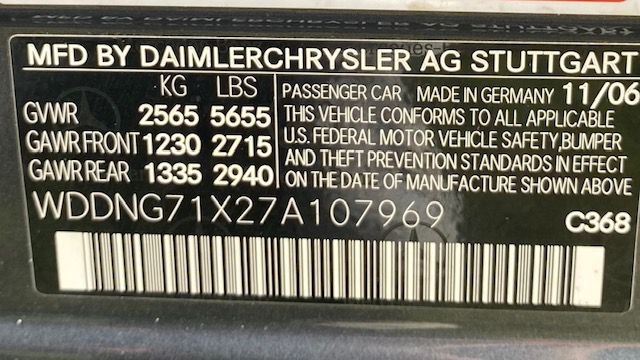 MFD BY DAIMLERCHRYSLER AG STUTTGART
KG LBS
GVWR 2565 5655
GAWR FRONT 1230 2715
GAWR REAR 1335 2940
PASSENGER CAR MADE IN GERMANY 11/06
THIS VEHICLE CONFORMS TO ALL APPLICABLE
U.S. FEDERAL MOTOR VEHICLE SAFETY,BUMPER
AND THEFT PREVENTION STANDARDS IN EFFECT
ON THE DATE OF MANUFACTURE SHOWN ABOVE
WDDNG71X27A107969
C368